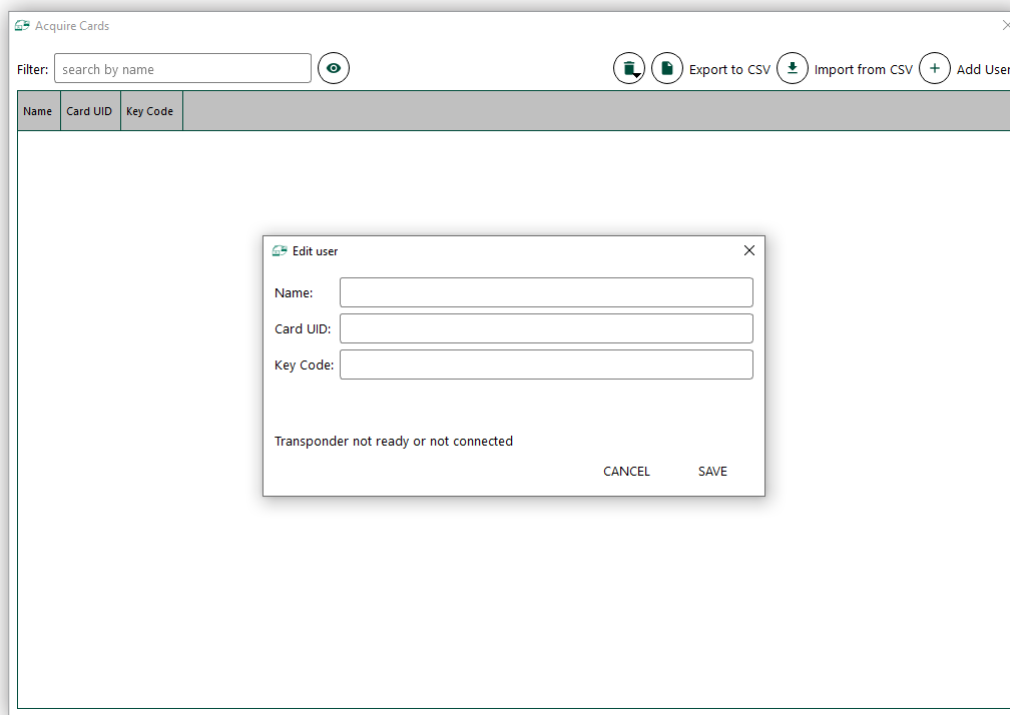 Acquire Cards
Filter: search by name Export to CSV Import from CSV Add User
Name Card UID Key Code
Edit user
Name:
Card UID:
Key Code:
Transponder not ready or not connected
CANCEL SAVE